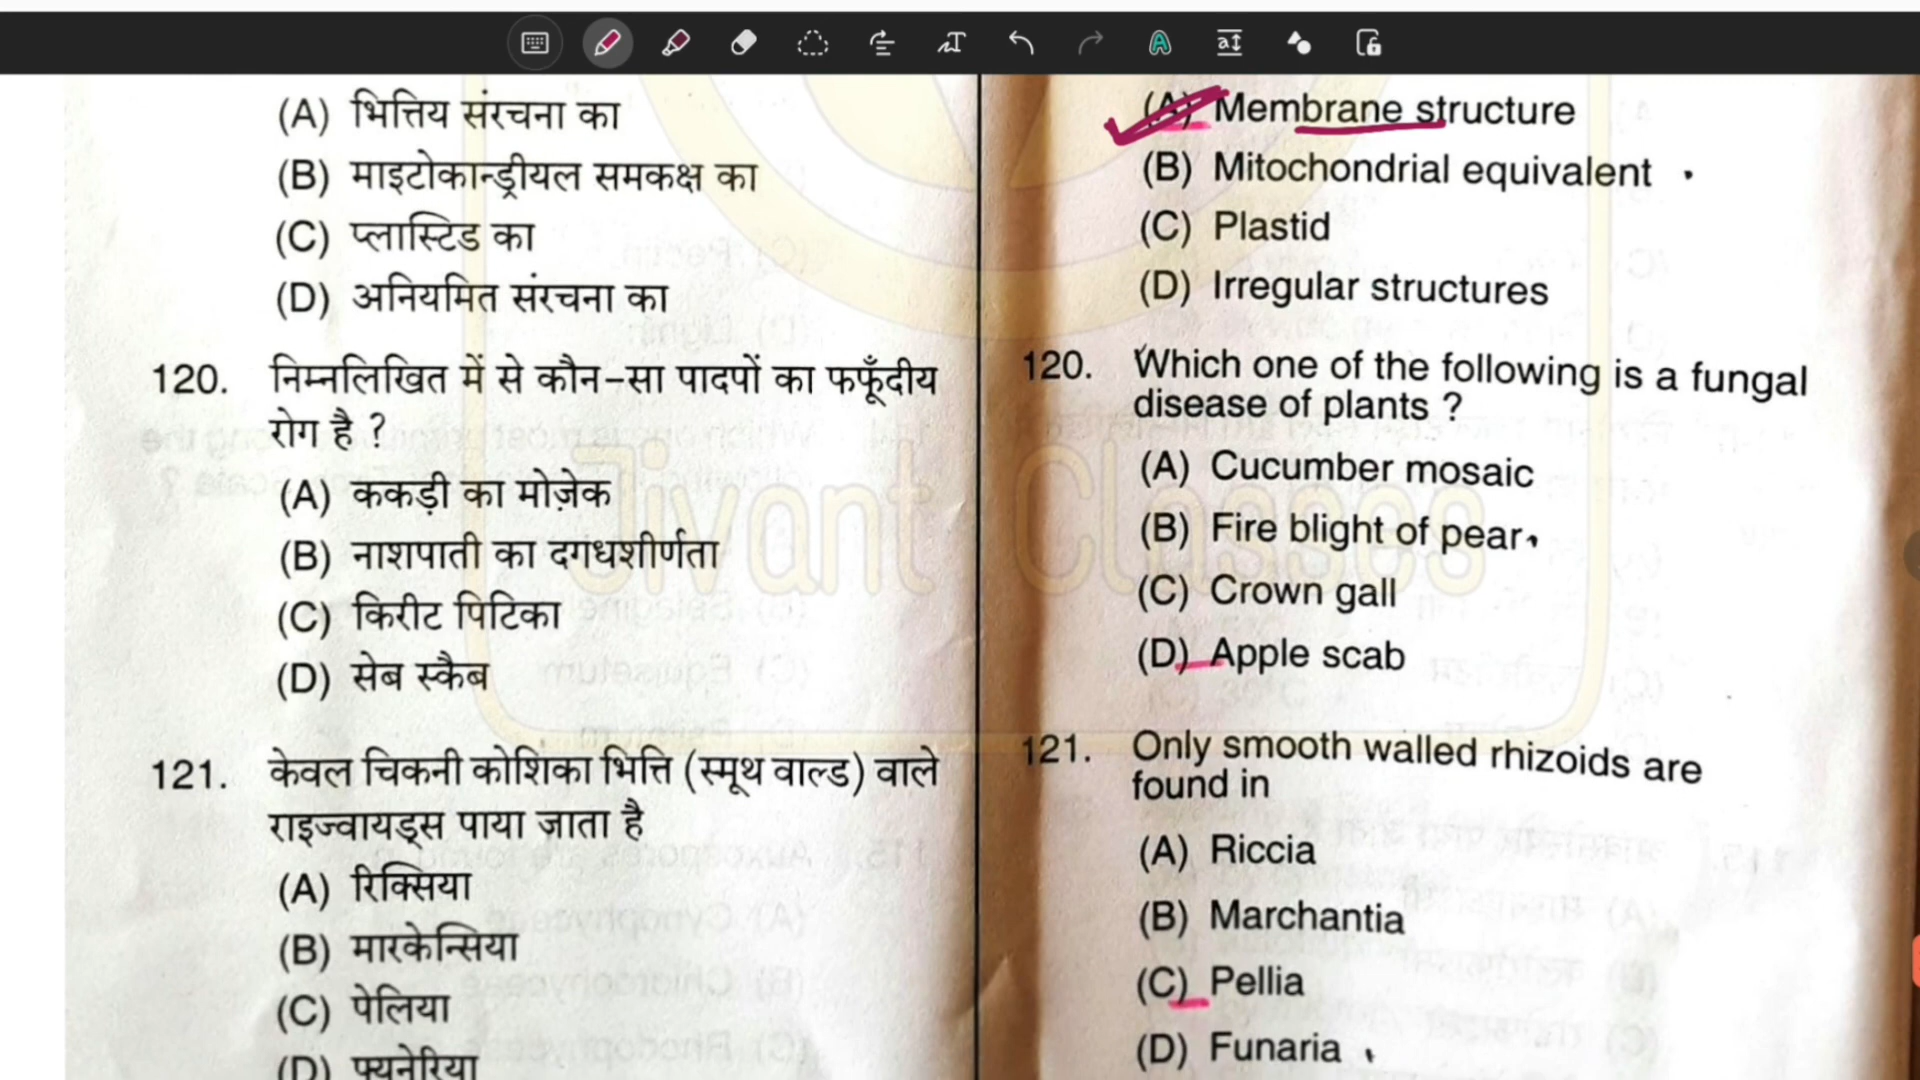 (A) भित्तिय संरचना का
(B) माइटोकान्ड्रीयल समकक्ष का
(C) प्लास्टिड का
(D) अनियमित संरचना का
120. निम्नलिखित में से कौन-सा पादपों का फफूँदीय
रोग है ?
(A) ककड़ी का मोज़ेक
(B) नाशपाती का दगधशीर्णता
(C) किरीट पिटिका
(D) सेब स्कैब
121. केवल चिकनी कोशिका भित्ति (स्मूथ वाल्ड) वाले
राइज्वायड्स पाया जाता है
(A) रिक्सिया
(B) मारकेन्सिया
(C) पेलिया
(D) फ्यूनेरिया
(A) Membrane structure
(B) Mitochondrial equivalent
(C) Plastid
(D) Irregular structures
120. Which one of the following is a fungal
disease of plants ?
(A) Cucumber mosaic
(B) Fire blight of pear
(C) Crown gall
(D) Apple scab
121. Only smooth walled rhizoids are
found in
(A) Riccia
(B) Marchantia
(C) Pellia
(D) Funaria
Jivant Classes